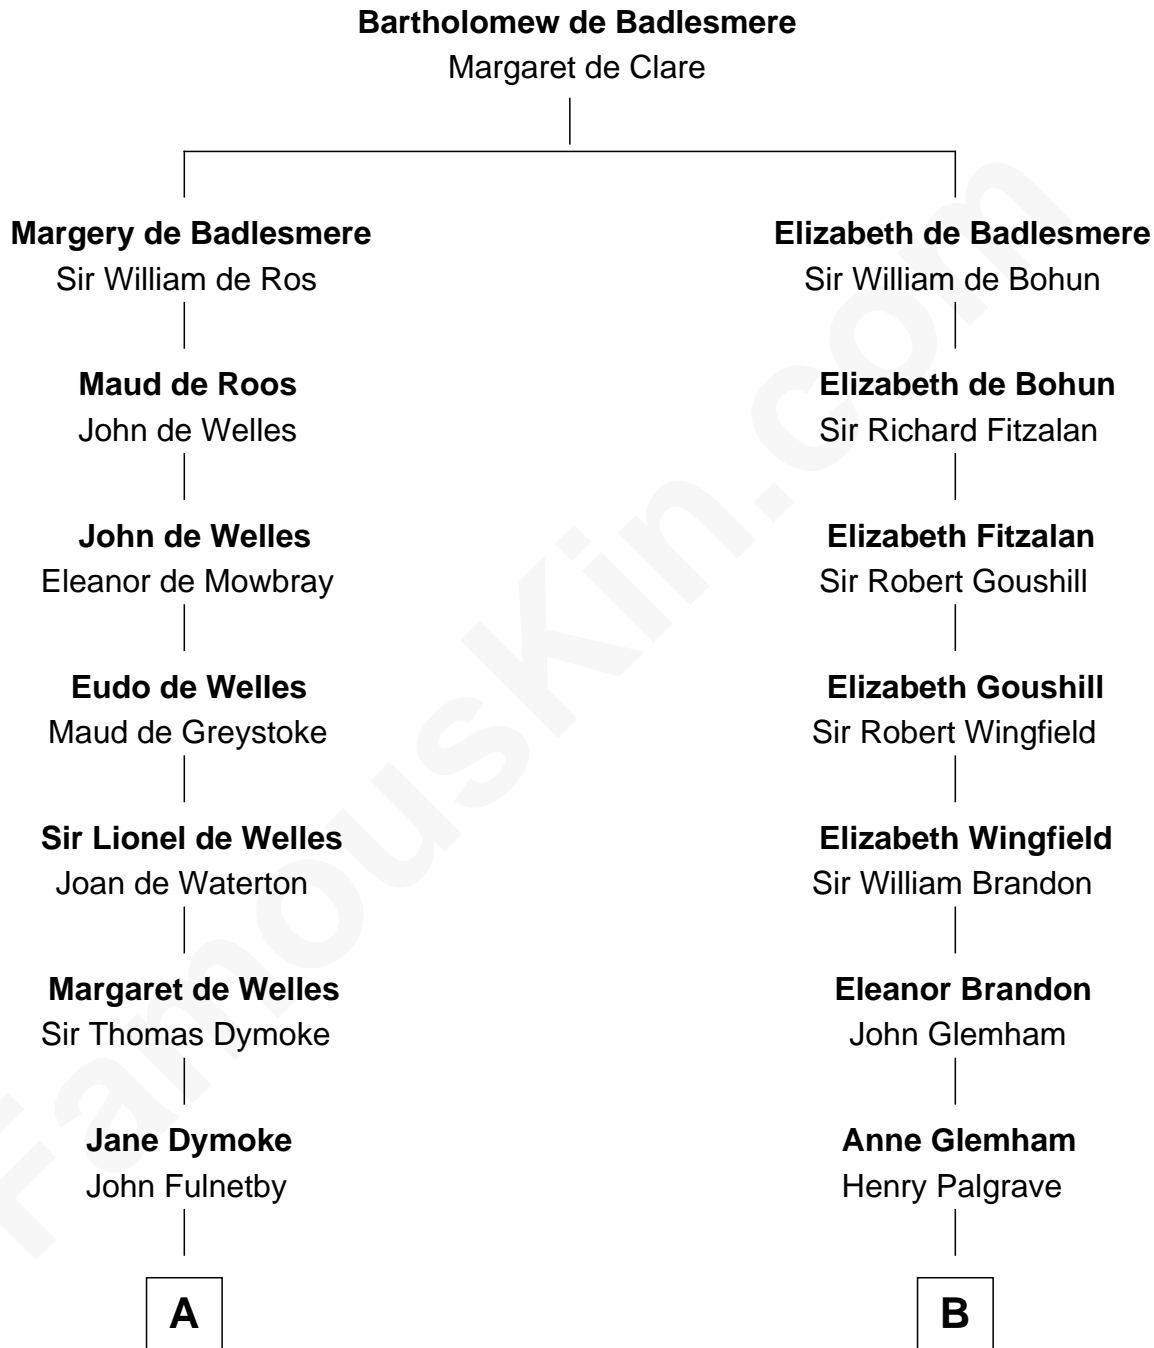 Bartholomew de Badlesmere
Margaret de Clare
Margery de Badlesmere
Sir William de Ros
Elizabeth de Badlesmere
Sir William de Bohun
Maud de Roos
John de Welles
Elizabeth de Bohun
Sir Richard Fitzalan
John de Welles
Eleanor de Mowbray
Elizabeth Fitzalan
Sir Robert Goushill
Eudo de Welles
Maud de Greystoke
Elizabeth Goushill
Sir Robert Wingfield
Sir Lionel de Welles
Joan de Waterton
Elizabeth Wingfield
Sir William Brandon
Margaret de Welles
Sir Thomas Dymoke
Eleanor Brandon
John Glemham
Jane Dymoke
John Fulnetby
Anne Glemham
Henry Palgrave
A
B
FamousKin.com